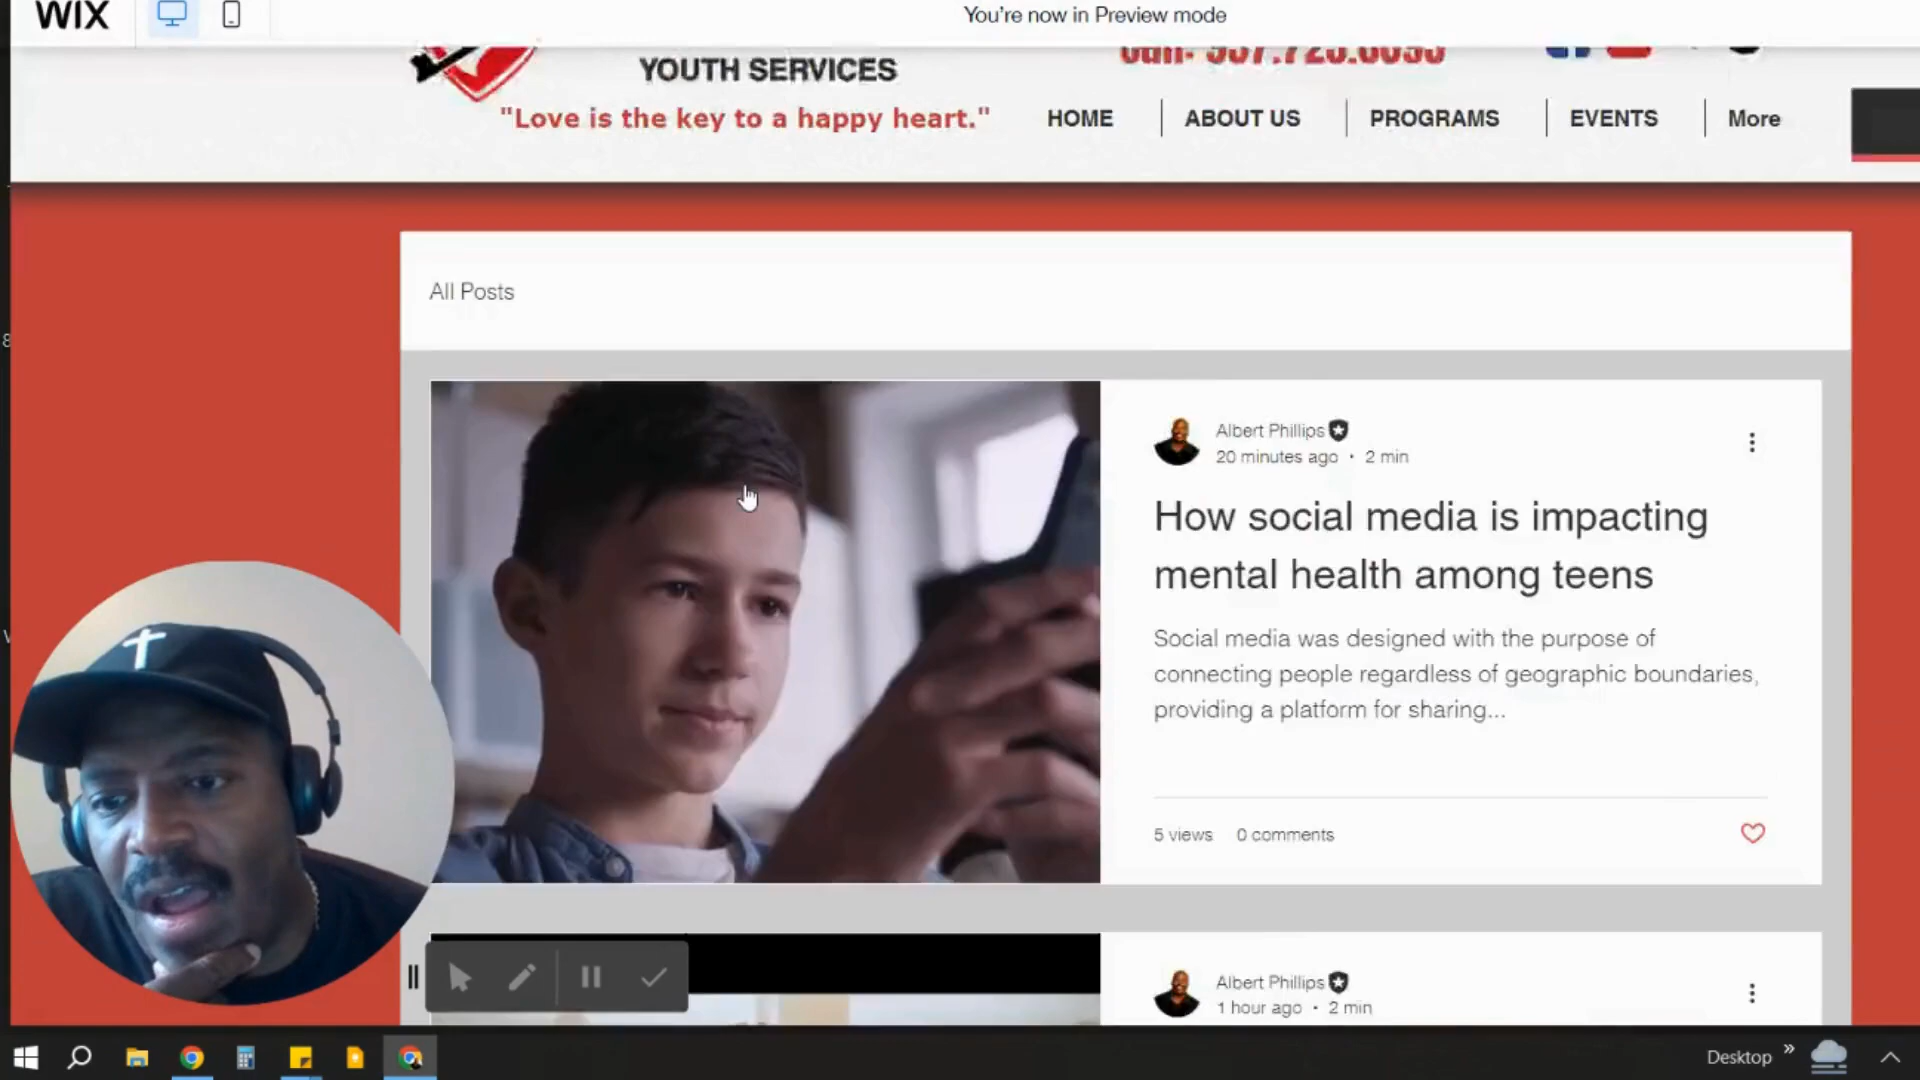 WIX
You're now in Preview mode
YOUTH SERVICES
"Love is the key to a happy heart."
HOME
ABOUT US
PROGRAMS
EVENTS
More
All Posts
Albert Phillips
20 minutes ago · 2 min
How social media is impacting
mental health among teens
Social media was designed with the purpose of
connecting people regardless of geographic boundaries,
providing a platform for sharing...
5 views 0 comments
Albert Phillips
1 hour ago · 2 min
Desktop